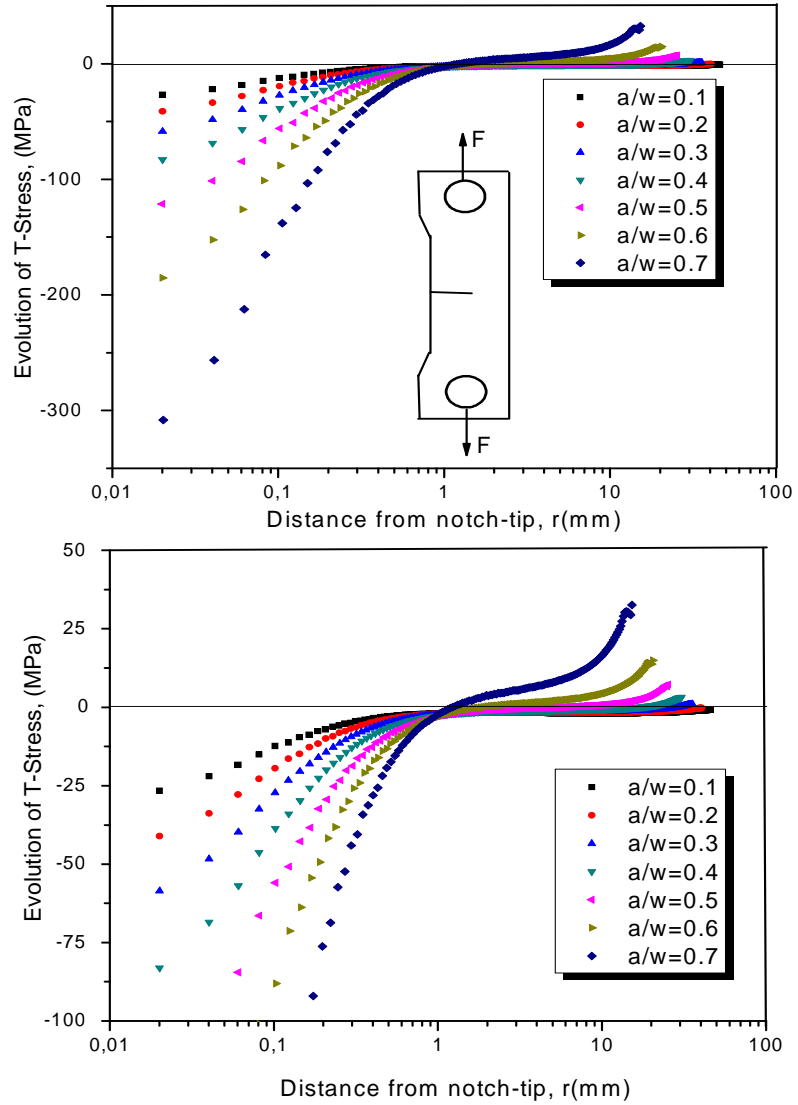 0
-100
-200
-300
Evolution of T-Stress, (MPa)
F
F
a/w=0.1
a/w=0.2
a/w=0.3
a/w=0.4
a/w=0.5
a/w=0.6
a/w=0.7
0,01
0,1
1
10
100
Distance from notch-tip, r(mm)
50
25
0
-25
-50
-75
-100
Evolution of T-Stress, (MPa)
a/w=0.1
a/w=0.2
a/w=0.3
a/w=0.4
a/w=0.5
a/w=0.6
a/w=0.7
0,01
0,1
1
10
100
Distance from notch-tip, r(mm)